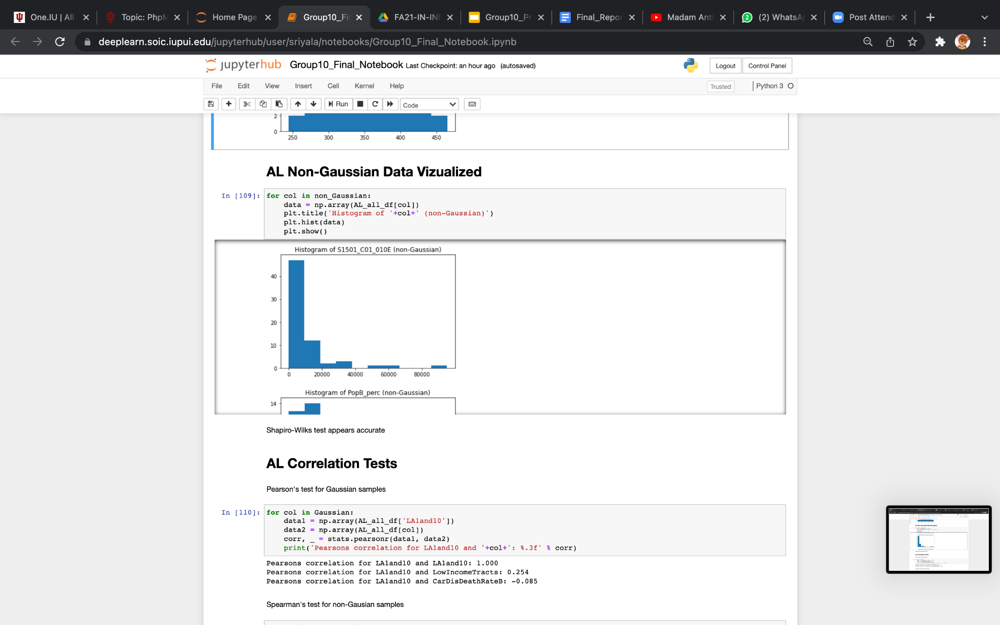 One.IU | All
Topic: PhpM
Home Page
Group10_Fi
FA21-IN-INF
Group10_Pr
Final_Repor
Madam Ant
(2) WhatsA
Post Attend
deeplearn.soic.iupui.edu/jupyterhub/user/sriyala/notebooks/Group10_Final_Notebook.ipynb
jupyterhub Group10_Final_Notebook Last Checkpoint: an hour ago (autosaved)
Logout Control Panel
File Edit View Insert Cell Kernel Help
Trusted Python 3
Run Code
2
0
250 300 350 400 450
AL Non-Gaussian Data Vizualized
In [109]: for col in non_Gaussian:
data = np.array(AL_all_df[col])
plt.title('Histogram of '+col+' (non-Gaussian)')
plt.hist(data)
plt.show()
Histogram of S1501_C01_010E (non-Gaussian)
40
30
20
10
0
0 20000 40000 60000 80000
Histogram of PopB_perc (non-Gaussian)
14
Shapiro-Wilks test appears accurate
AL Correlation Tests
Pearson's test for Gaussian samples
In [110]: for col in Gaussian:
data1 = np.array(AL_all_df['LA1and10'])
data2 = np.array(AL_all_df[col])
corr, _ = stats.pearsonr(data1, data2)
print('Pearsons correlation for LA1and10 and '+col+': %.3f' % corr)
Pearsons correlation for LA1and10 and LA1and10: 1.000
Pearsons correlation for LA1and10 and LowIncomeTracts: 0.254
Pearsons correlation for LA1and10 and CarDisDeathRateB: -0.085
Spearman's test for non-Gausian samples